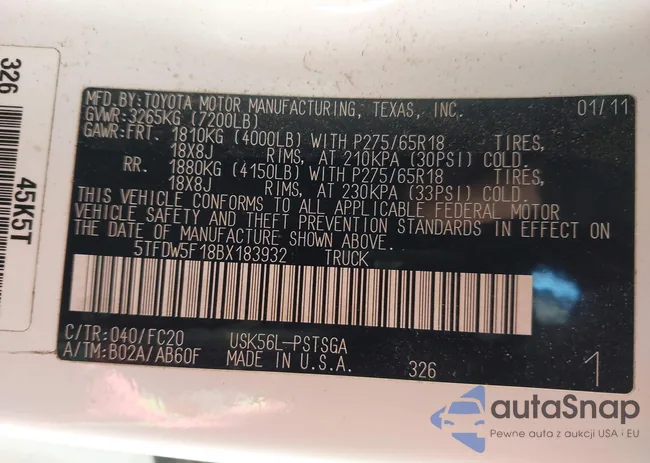 326
45K5T
MFD.BY:TOYOTA MOTOR MANUFACTURING, TEXAS, INC. 01/11
GVWR:3265KG (7200LB)
GAWR:FRT. 1810KG (4000LB) WITH P275/65R18 TIRES,
18X8J RIMS, AT 210KPA (30PSI) COLD.
RR. 1880KG (4150LB) WITH P275/65R18 TIRES,
18X8J RIMS, AT 230KPA (33PSI) COLD.
THIS VEHICLE CONFORMS TO ALL APPLICABLE FEDERAL MOTOR
VEHICLE SAFETY AND THEFT PREVENTION STANDARDS IN EFFECT ON
THE DATE OF MANUFACTURE SHOWN ABOVE.
5TFDW5F18BX183932 TRUCK
C/TR:040/FC20 USK56L-PSTSGA
A/TM:B02A/AB60F MADE IN U.S.A. 326 1
autaSnap
Pewne auta z aukcji USA i EU